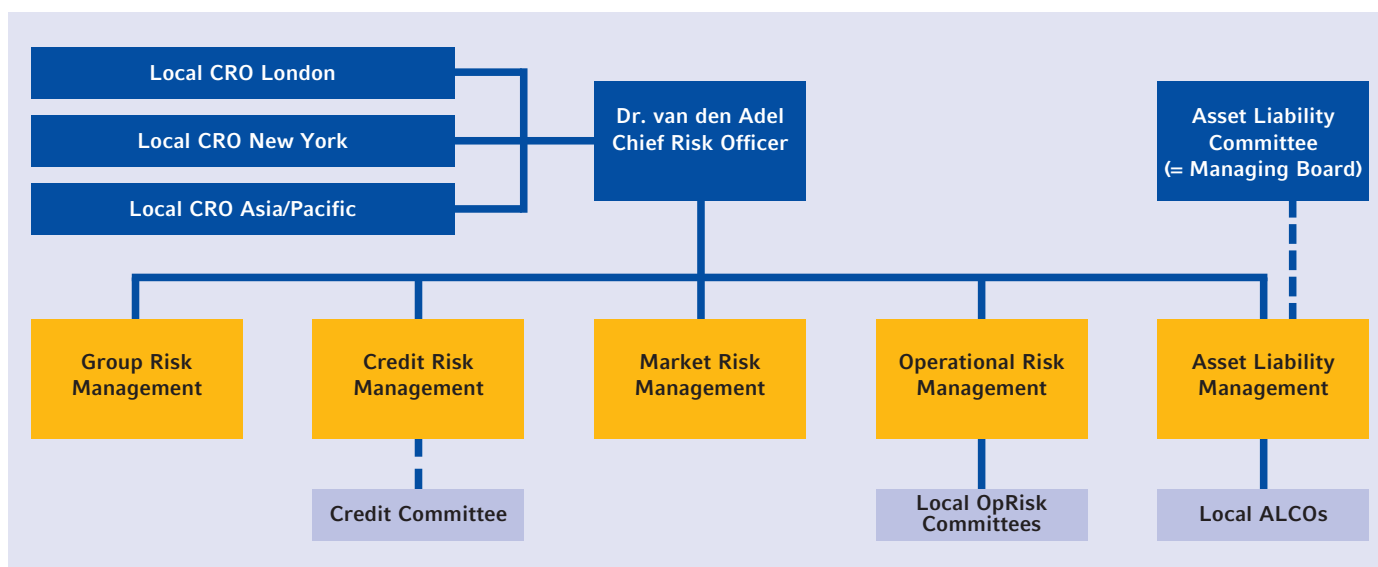 Local CRO London
Local CRO New York
Local CRO Asia/Pacific
Dr. van den Adel
Chief Risk Officer
Asset Liability
Committee
(= Managing Board)
Group Risk
Management
Credit Risk
Management
Market Risk
Management
Operational Risk
Management
Asset Liability
Management
Credit Committee
Local OpRisk
Committees
Local ALCOs